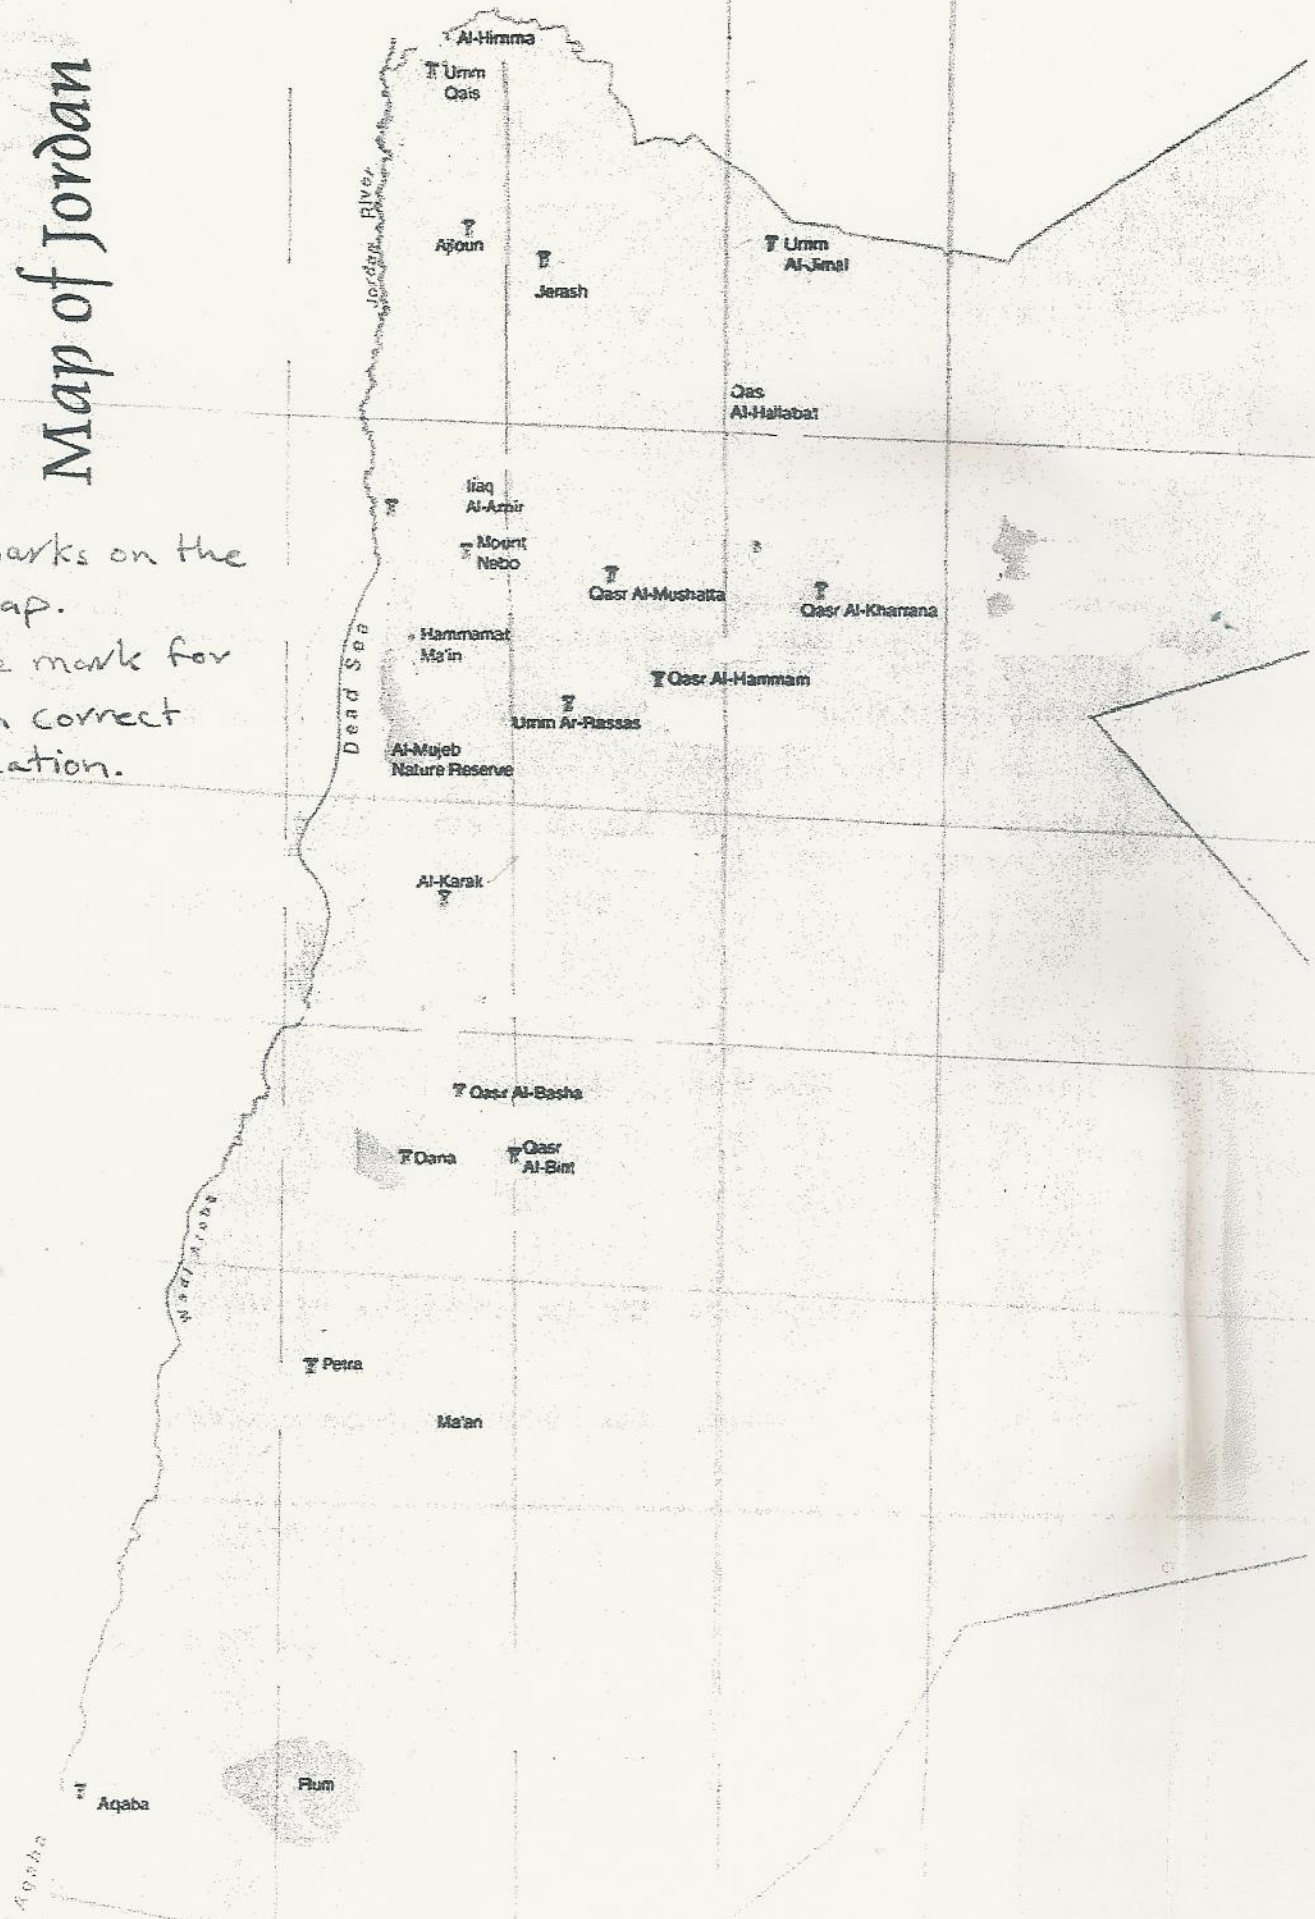 Map of Jordan
Al-Himma
Umm
Qais
Jordan River
Ajloun
Jerash
Umm
Al-Jimal
Qas
Al-Hallabat
Iraq
Al-Amir
Mount
Nebo
Qasr Al-Mushatta
Qasr Al-Kharrana
on the
mark for
correct
Hammamat
Ma'in
Dead Sea
Qasr Al-Hammam
Umm Ar-Rassas
Al-Mujeb
Nature Reserve
Al-Karak
Qasr Al-Basha
Dana
Qasr
Al-Bint
Wadi Araba
Petra
Ma'an
Rum
Aqaba
Aqaba